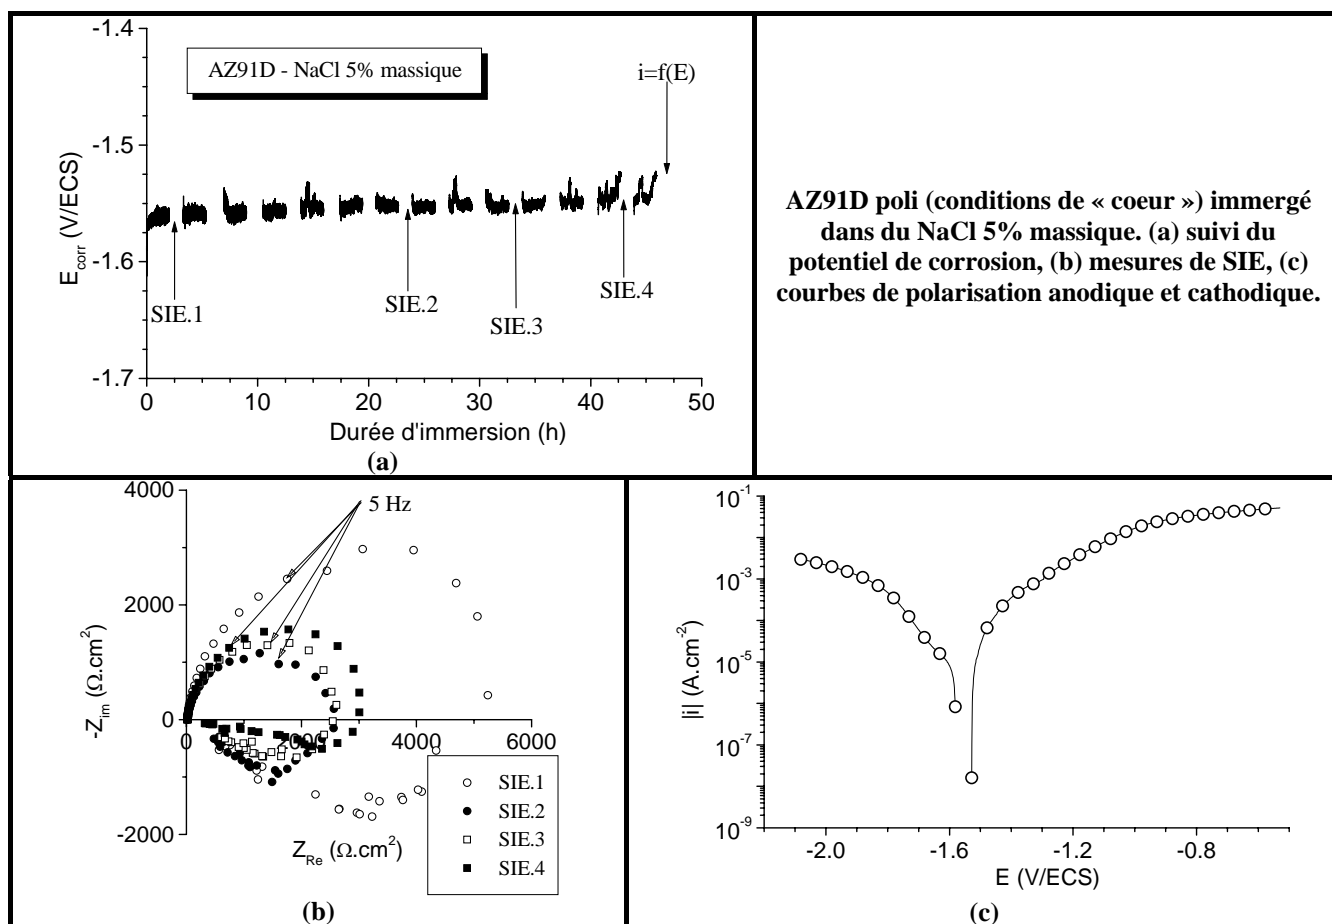 -1.4
-1.5
-1.6
-1.7
E_corr (V/ECS)
AZ91D - NaCl 5% massique
i=f(E)
SIE.1
SIE.2
SIE.3
SIE.4
0 10 20 30 40 50
Durée d'immersion (h)
(a)
AZ91D poli (conditions de « coeur ») immergé
dans du NaCl 5% massique. (a) suivi du
potentiel de corrosion, (b) mesures de SIE, (c)
courbes de polarisation anodique et cathodique.
4000
2000
0
-2000
-Z_im (Ω.cm²)
5 Hz
0 2000 4000 6000
Z_Re (Ω.cm²)
SIE.1
SIE.2
SIE.3
SIE.4
(b)
10⁻¹
10⁻³
10⁻⁵
10⁻⁷
10⁻⁹
|i| (A.cm⁻²)
-2.0 -1.6 -1.2 -0.8
E (V/ECS)
(c)